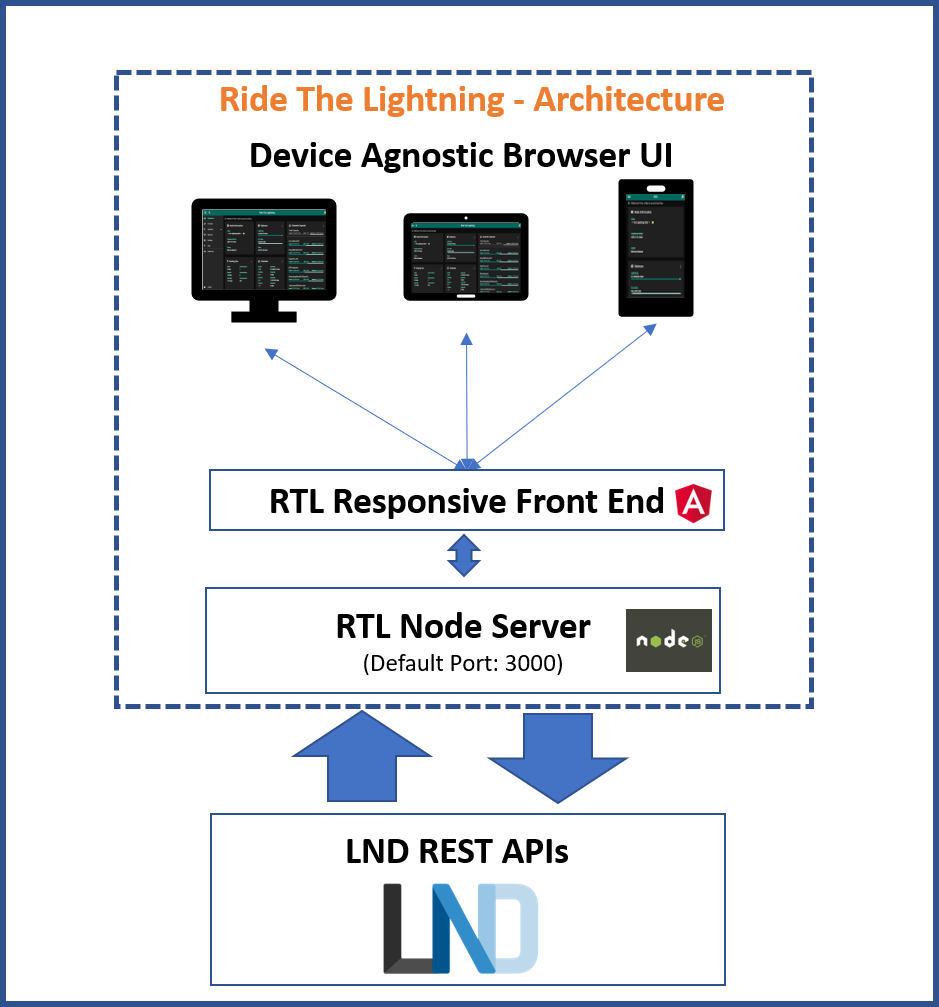 Ride The Lightning - Architecture
Device Agnostic Browser UI
RTL Responsive Front End A
RTL Node Server
(Default Port: 3000)
node JS
LND REST APIs
LND